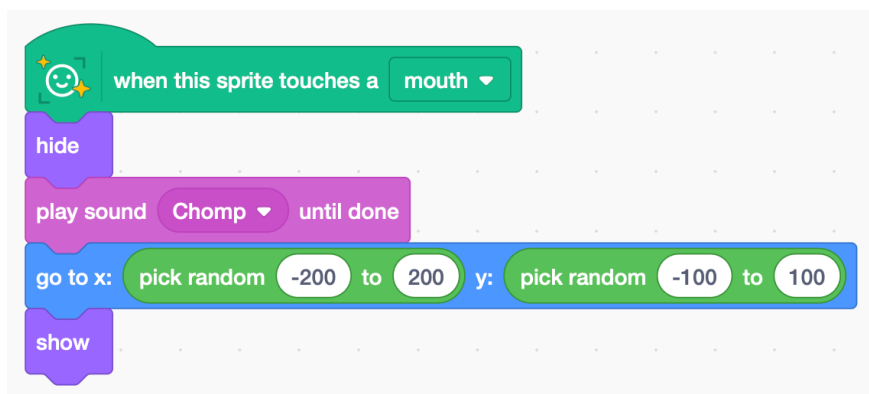 when this sprite touches a mouth
hide
play sound Chomp until done
go to x: pick random -200 to 200 y: pick random -100 to 100
show